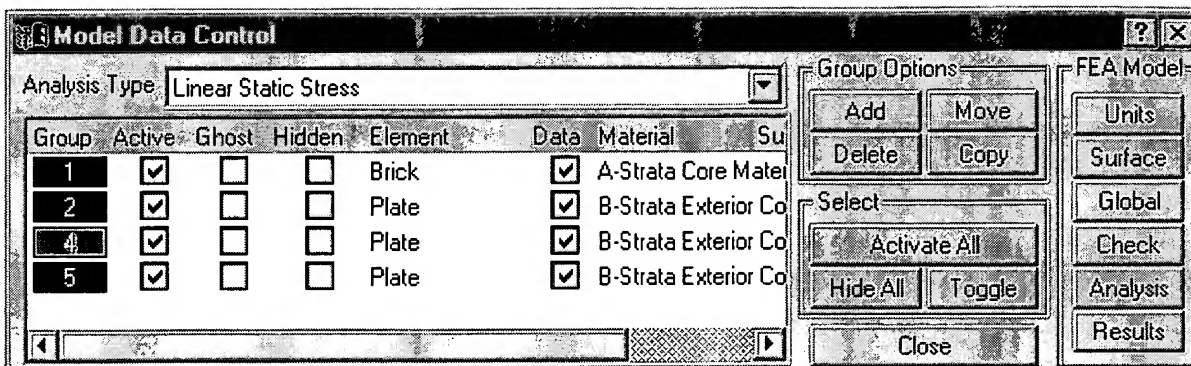 Model Data Control ? X
Analysis Type Linear Static Stress
Group Active Ghost Hidden Element Data Material Su
1 Brick A-Strata Core Mater
2 Plate B-Strata Exterior Co
4 Plate B-Strata Exterior Co
5 Plate B-Strata Exterior Co
Group Options
Add Move
Delete Copy
Select
Activate All
Hide All Toggle
Close
FEA Model
Units
Surface
Global
Check
Analysis
Results